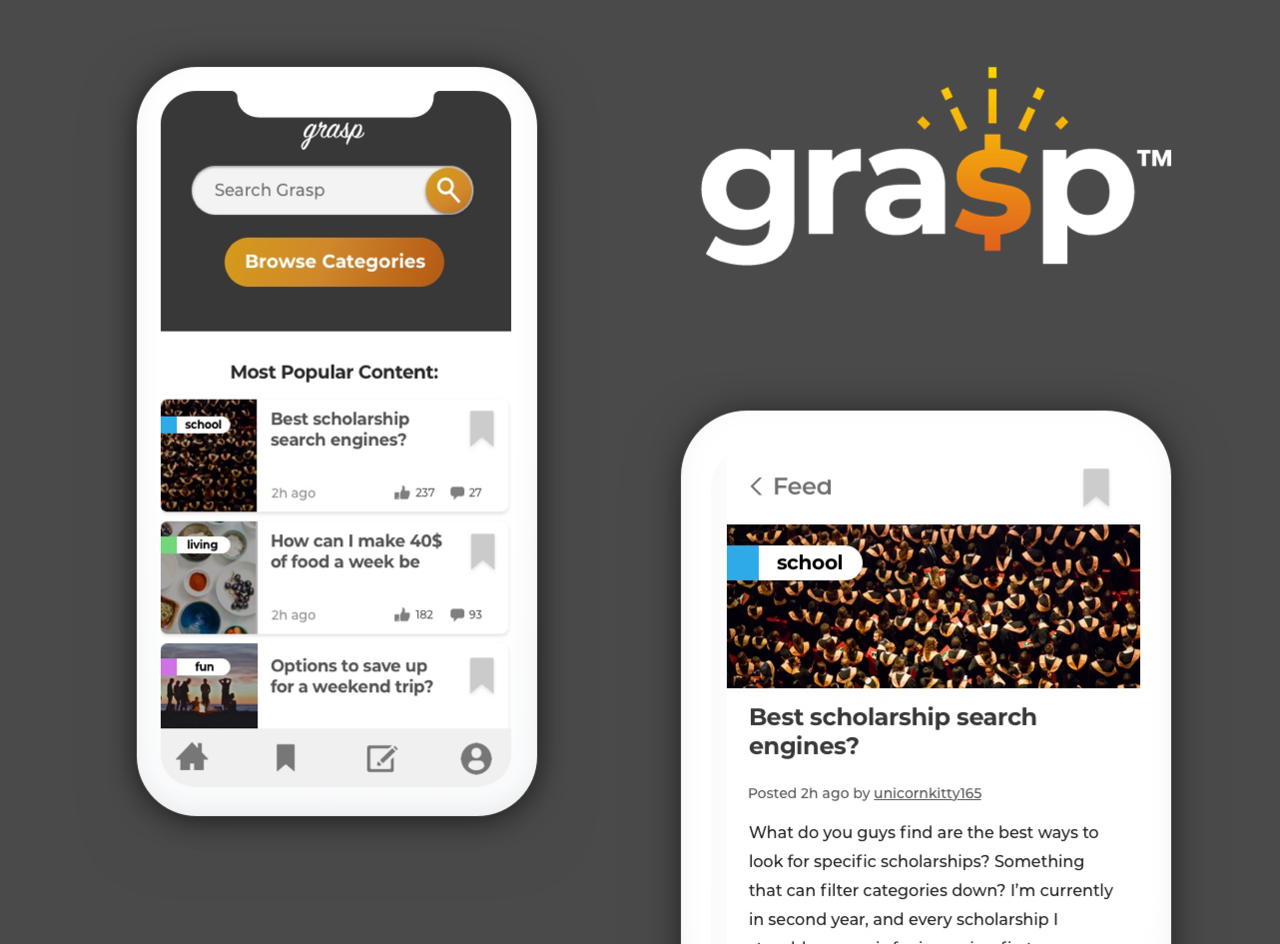 grasp
Search Grasp
Browse Categories
Most Popular Content:
school
Best scholarship
search engines?
2h ago
237
27
living
How can I make 40$
of food a week be
2h ago
182
93
fun
Options to save up
for a weekend trip?
gra$p™
Feed
school
Best scholarship search
engines?
Posted 2h ago by unicornkitty165
What do you guys find are the best ways to
look for specific scholarships? Something
that can filter categories down? I'm currently
in second year, and every scholarship I